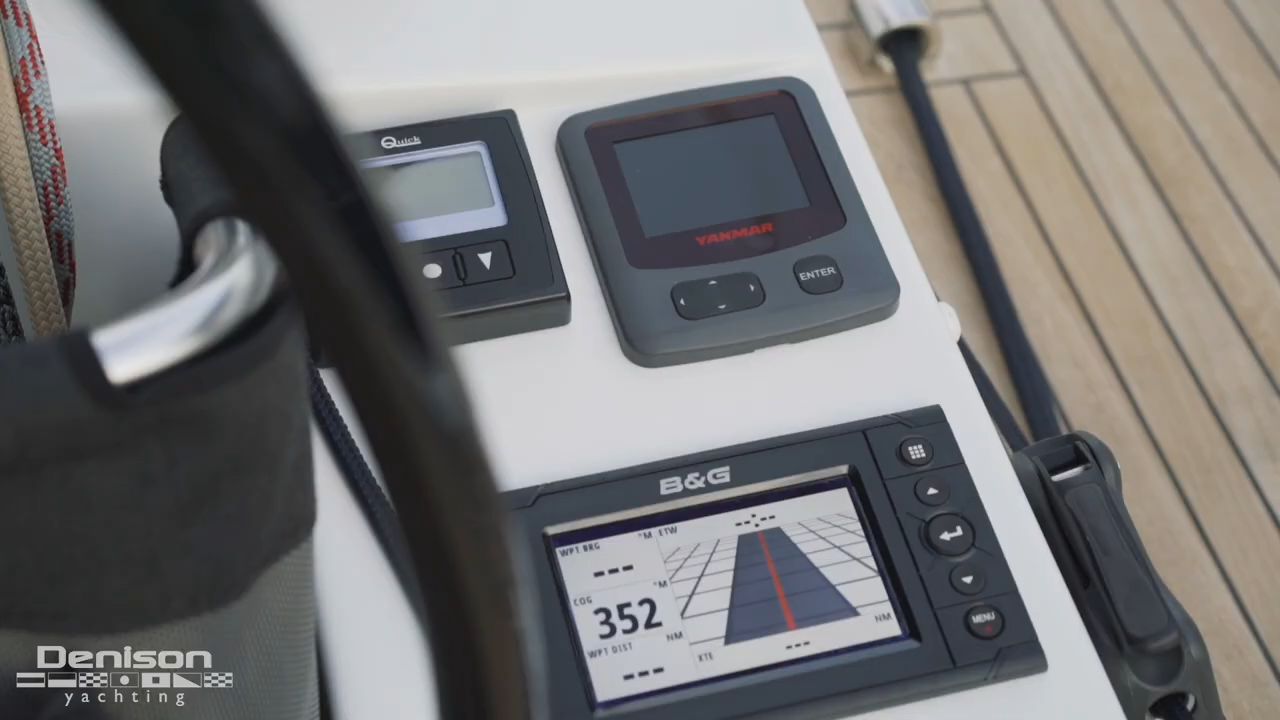 Quick
YANMAR
ENTER
B&G
WPT BRG
°M
---
COG
°M
352
WPT DIST
NM
---
ETW
--:--
XTE
---
NM
MENU
Denison
yachting